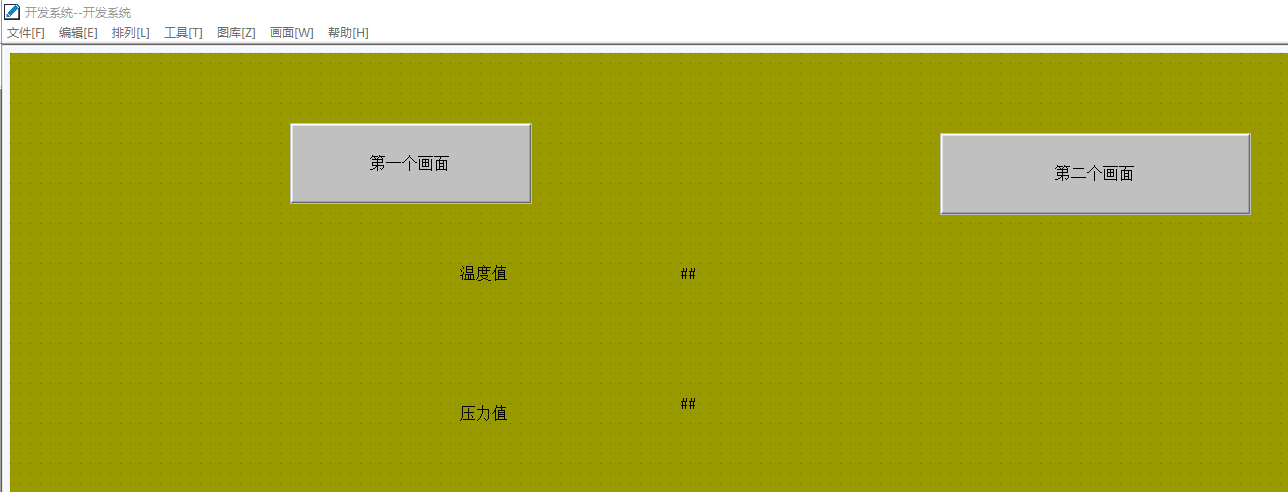 开发系统--开发系统
文件[F] 编辑[E] 排列[L] 工具[T] 图库[Z] 画面[W] 帮助[H]
第一个画面
第二个画面
温度值 ##
压力值 ##